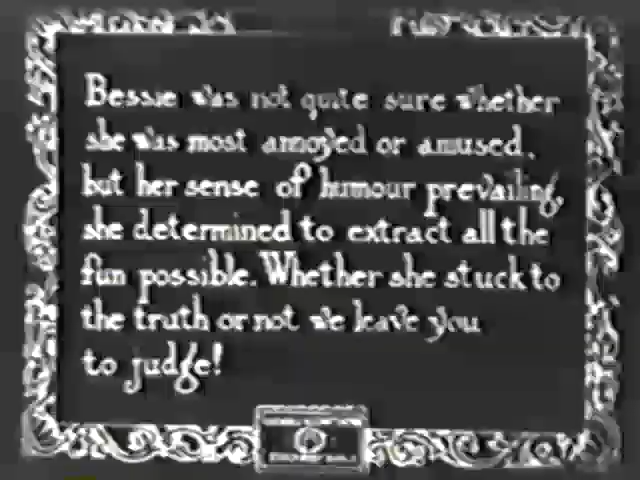 Bessie was not quite sure whether
she was most annoyed or amused,
but her sense of humour prevailing,
she determined to extract all the
fun possible. Whether she stuck to
the truth or not we leave you
to judge!